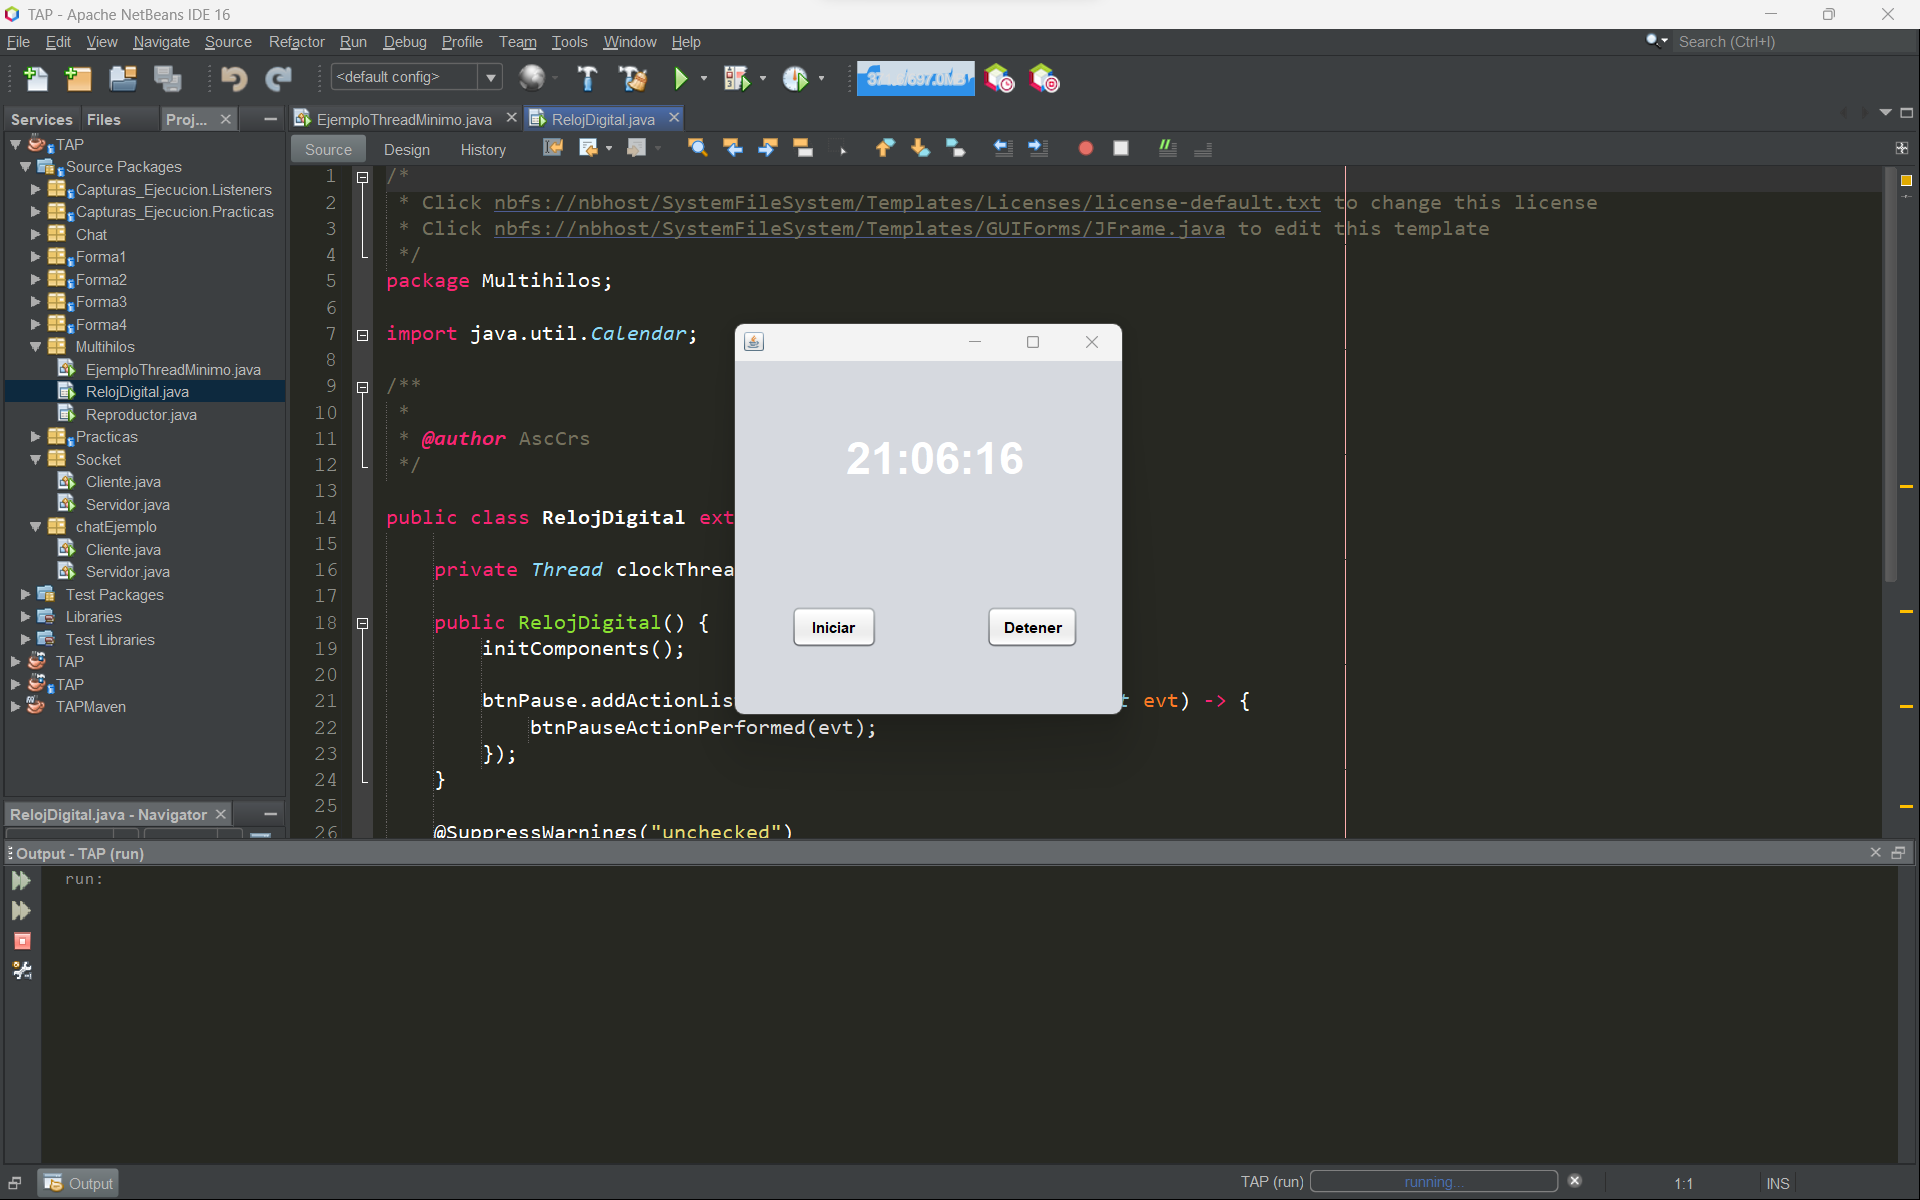 TAP - Apache NetBeans IDE 16
File Edit View Navigate Source Refactor Run Debug Profile Team Tools Window Help
Search (Ctrl+I)
<default config>
Services Files Proj...
EjemploThreadMinimo.java
RelojDigital.java
Source Design History
TAP
Source Packages
Capturas_Ejecucion.Listeners
Capturas_Ejecucion.Practicas
Chat
Forma1
Forma2
Forma3
Forma4
Multihilos
EjemploThreadMinimo.java
RelojDigital.java
Reproductor.java
Practicas
Socket
Cliente.java
Servidor.java
chatEjemplo
Cliente.java
Servidor.java
Test Packages
Libraries
Test Libraries
TAP
TAP
TAPMaven
RelojDigital.java - Navigator
1 /*
2 * Click nbfs://nbhost/SystemFileSystem/Templates/Licenses/license-default.txt to change this license
3 * Click nbfs://nbhost/SystemFileSystem/Templates/GUIForms/JFrame.java to edit this template
4 */
5 package Multihilos;
6
7 import java.util.Calendar;
8
9 /**
10 *
11 * @author AscCrs
12 */
13
14 public class RelojDigital ext
15
16 private Thread clockThrea
17
18 public RelojDigital() {
19 initComponents();
20
21 btnPause.addActionLis t evt) -> {
22 btnPauseActionPerformed(evt);
23 });
24 }
25
26 @SuppressWarnings("unchecked")
21:06:16
Iniciar Detener
Output - TAP (run)
run:
Output
TAP (run) running...
1:1 INS